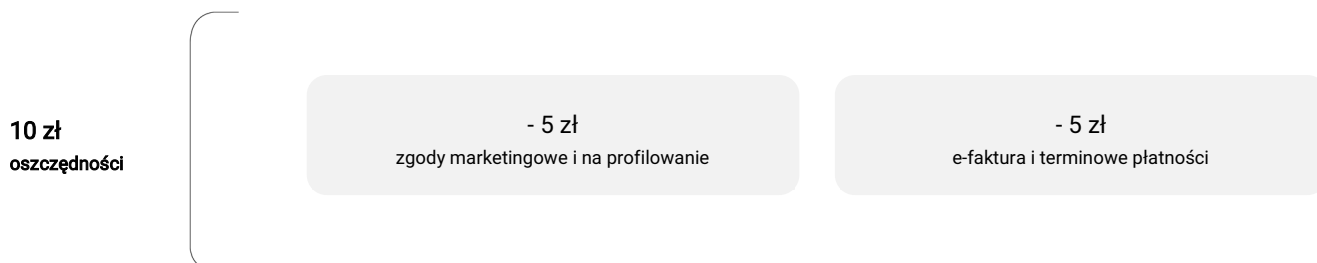 10 zł
oszczędności
- 5 zł
zgody marketingowe i na profilowanie
- 5 zł
e-faktura i terminowe płatności